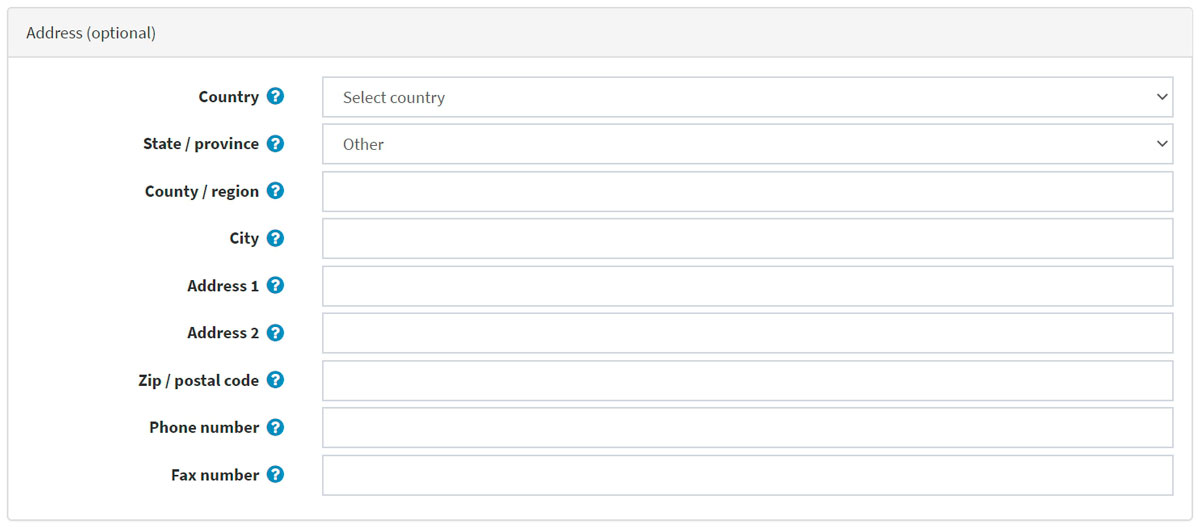 Address (optional)
Country ? Select country
State / province ? Other
County / region ?
City ?
Address 1 ?
Address 2 ?
Zip / postal code ?
Phone number ?
Fax number ?